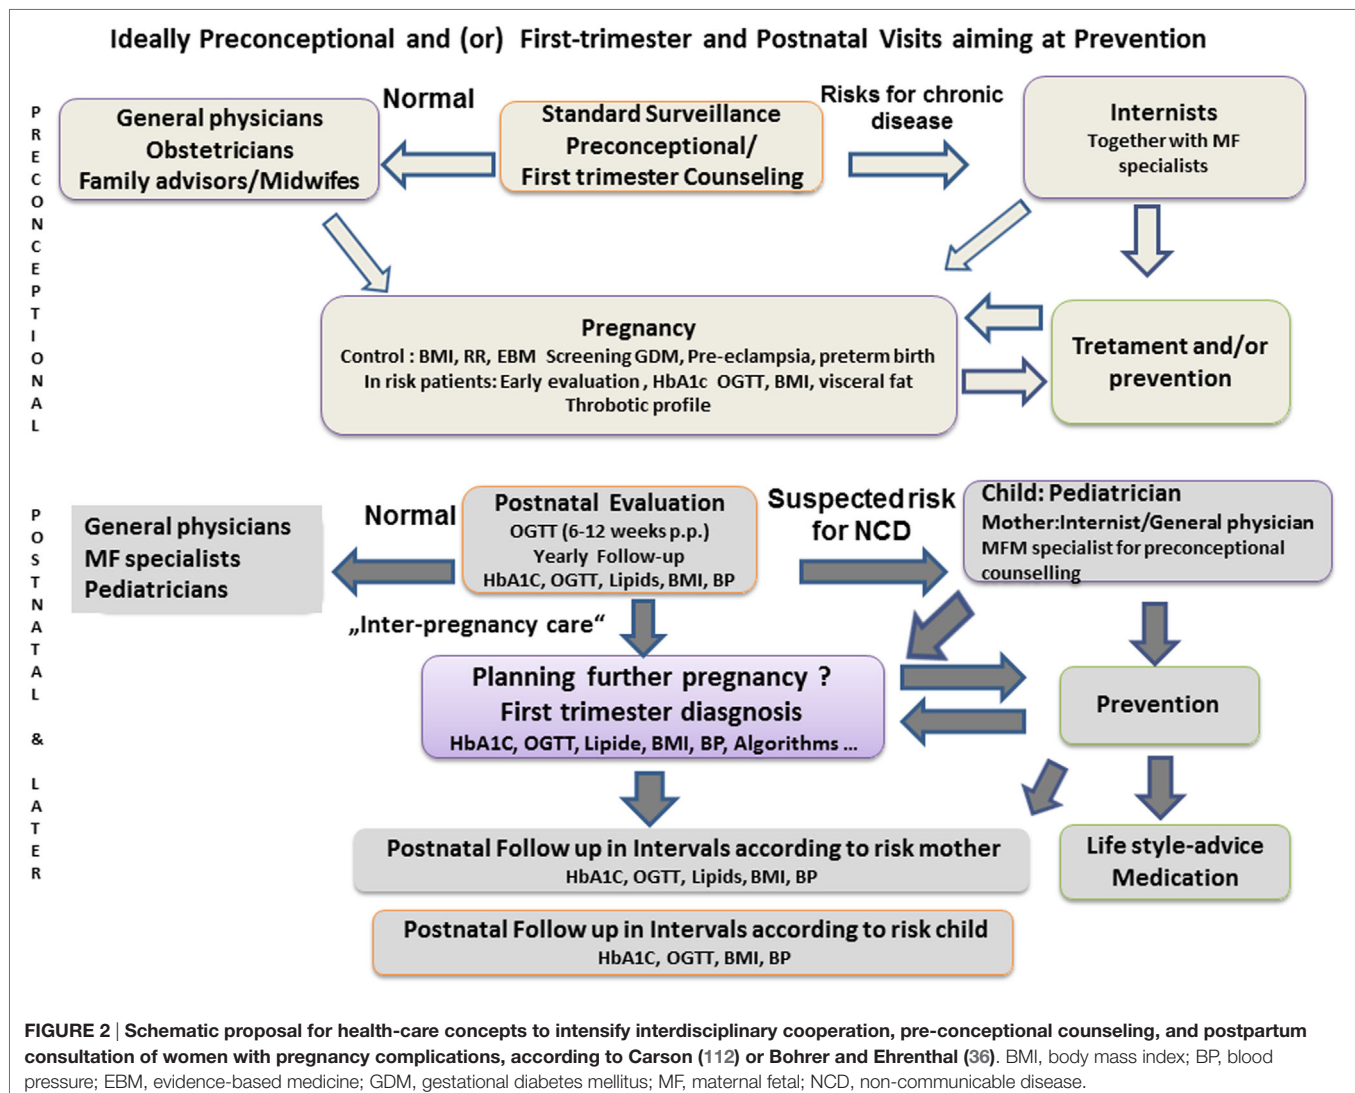 Ideally Preconceptional and (or) First-trimester and Postnatal Visits aiming at Prevention
PRECONCEPTIONAL
General physicians
Obstetricians
Family advisors/Midwifes
Normal
Standard Surveillance
Preconceptional/
First trimester Counseling
Risks for chronic
disease
Internists
Together with MF
specialists
Pregnancy
Control : BMI, RR, EBM Screening GDM, Pre-eclampsia, preterm birth
In risk patients: Early evaluation , HbA1c OGTT, BMI, visceral fat
Throbotic profile
Tretament and/or
prevention
POSTNATAL & LATER
General physicians
MF specialists
Pediatricians
Normal
Postnatal Evaluation
OGTT (6-12 weeks p.p.)
Yearly Follow-up
HbA1C, OGTT, Lipids, BMI, BP
Suspected risk
for NCD
Child: Pediatrician
Mother:Internist/General physician
MFM specialist for preconceptional
counselling
„Inter-pregnancy care“
Planning further pregnancy ?
First trimester diasgnosis
HbA1C, OGTT, Lipide, BMI, BP, Algorithms ...
Prevention
Postnatal Follow up in Intervals according to risk mother
HbA1C, OGTT, Lipids, BMI, BP
Life style-advice
Medication
Postnatal Follow up in Intervals according to risk child
HbA1C, OGTT, BMI, BP
FIGURE 2 | Schematic proposal for health-care concepts to intensify interdisciplinary cooperation, pre-conceptional counseling, and postpartum
consultation of women with pregnancy complications, according to Carson (112) or Bohrer and Ehrenthal (36). BMI, body mass index; BP, blood
pressure; EBM, evidence-based medicine; GDM, gestational diabetes mellitus; MF, maternal fetal; NCD, non-communicable disease.